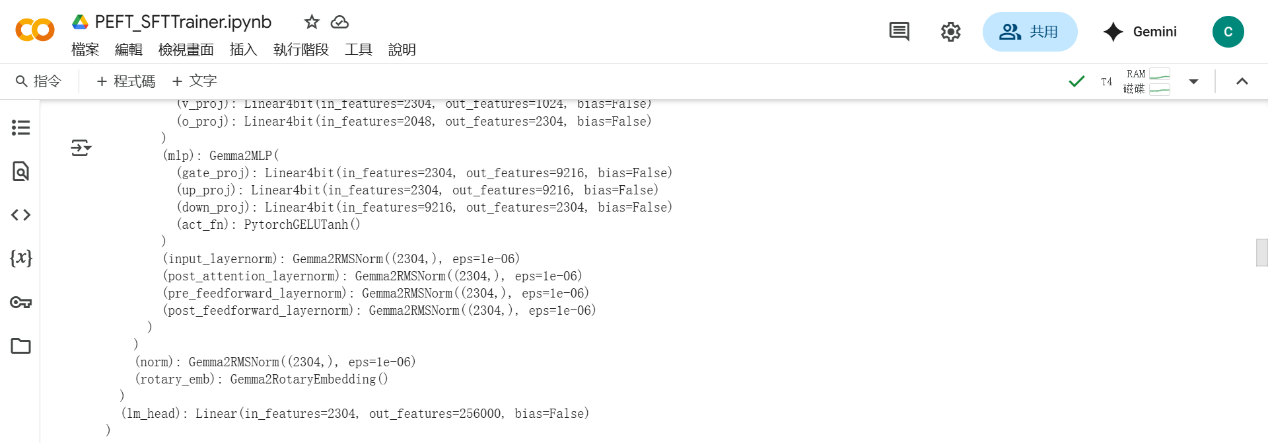 PEFT_SFTTrainer.ipynb
檔案 編輯 檢視畫面 插入 執行階段 工具 說明
共用
Gemini
C
指令 + 程式碼 + 文字
T4
RAM
磁碟
(v_proj): Linear4bit(in_features=2304, out_features=1024, bias=False)
(o_proj): Linear4bit(in_features=2048, out_features=2304, bias=False)
)
(mlp): Gemma2MLP(
(gate_proj): Linear4bit(in_features=2304, out_features=9216, bias=False)
(up_proj): Linear4bit(in_features=2304, out_features=9216, bias=False)
(down_proj): Linear4bit(in_features=9216, out_features=2304, bias=False)
(act_fn): PytorchGELUTanh()
)
(input_layernorm): Gemma2RMSNorm((2304,), eps=1e-06)
(post_attention_layernorm): Gemma2RMSNorm((2304,), eps=1e-06)
(pre_feedforward_layernorm): Gemma2RMSNorm((2304,), eps=1e-06)
(post_feedforward_layernorm): Gemma2RMSNorm((2304,), eps=1e-06)
)
)
(norm): Gemma2RMSNorm((2304,), eps=1e-06)
(rotary_emb): Gemma2RotaryEmbedding()
)
(lm_head): Linear(in_features=2304, out_features=256000, bias=False)
)